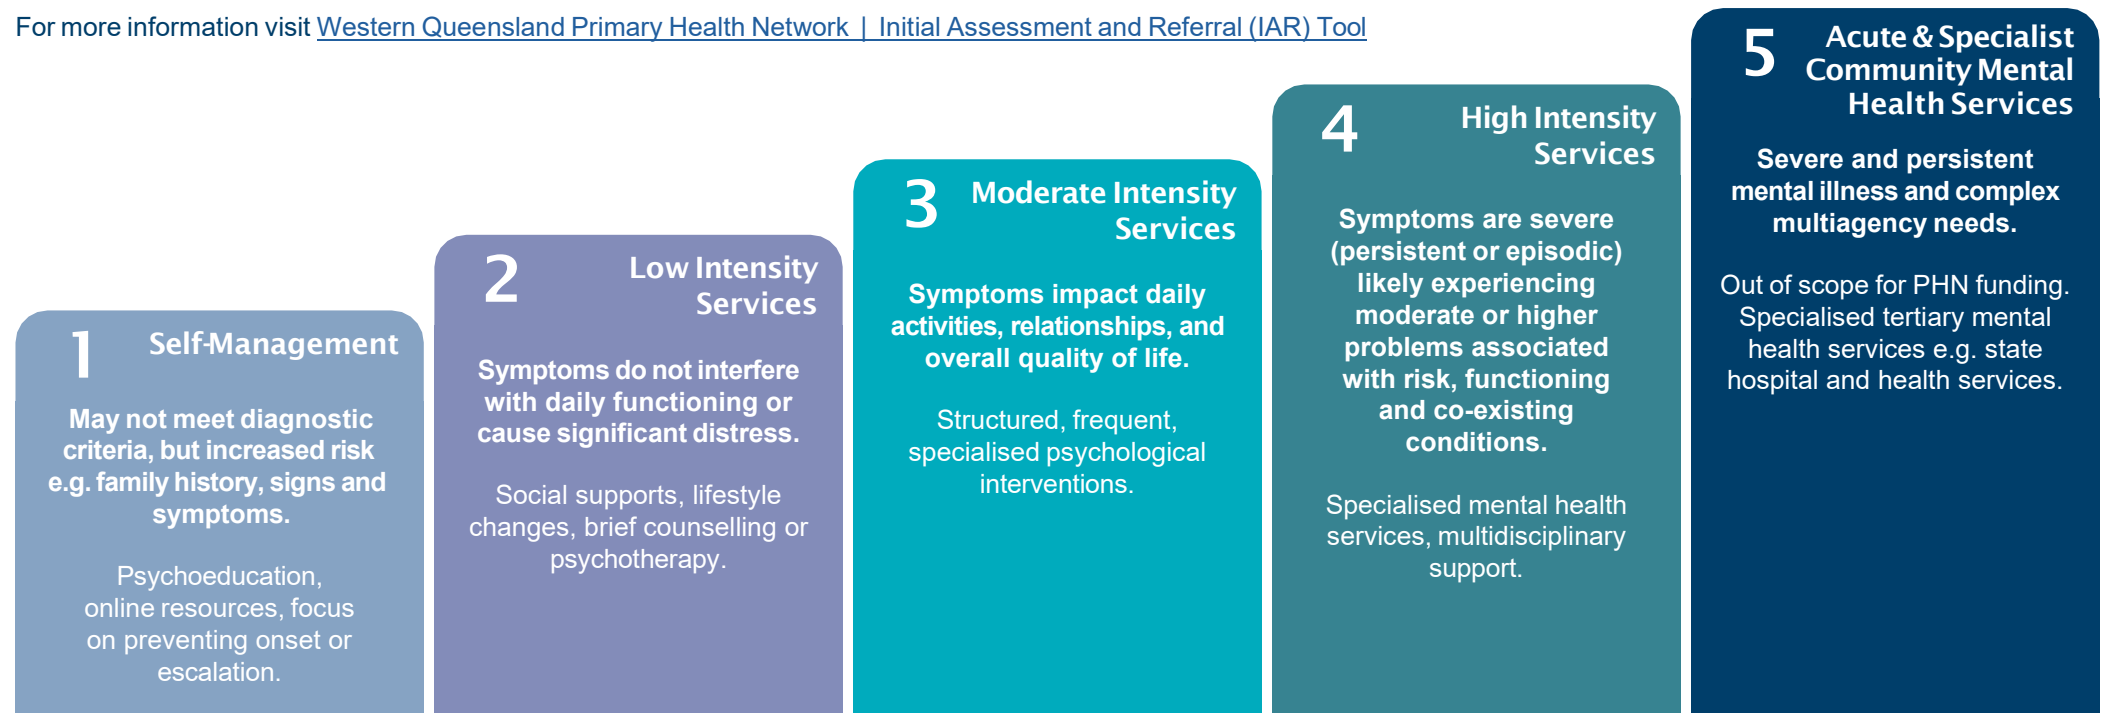 For more information visit Western Queensland Primary Health Network | Initial Assessment and Referral (IAR) Tool
1
Self-Management
May not meet diagnostic
criteria, but increased risk
e.g. family history, signs and
symptoms.
Psychoeducation,
online resources, focus
on preventing onset or
escalation.
2
Low Intensity
Services
Symptoms do not interfere
with daily functioning or
cause significant distress.
Social supports, lifestyle
changes, brief counselling or
psychotherapy.
3
Moderate Intensity
Services
Symptoms impact daily
activities, relationships, and
overall quality of life.
Structured, frequent,
specialised psychological
interventions.
4
High Intensity
Services
Symptoms are severe
(persistent or episodic)
likely experiencing
moderate or higher
problems associated
with risk, functioning
and co-existing
conditions.
Specialised mental health
services, multidisciplinary
support.
5
Acute & Specialist
Community Mental
Health Services
Severe and persistent
mental illness and complex
multiagency needs.
Out of scope for PHN funding.
Specialised tertiary mental
health services e.g. state
hospital and health services.